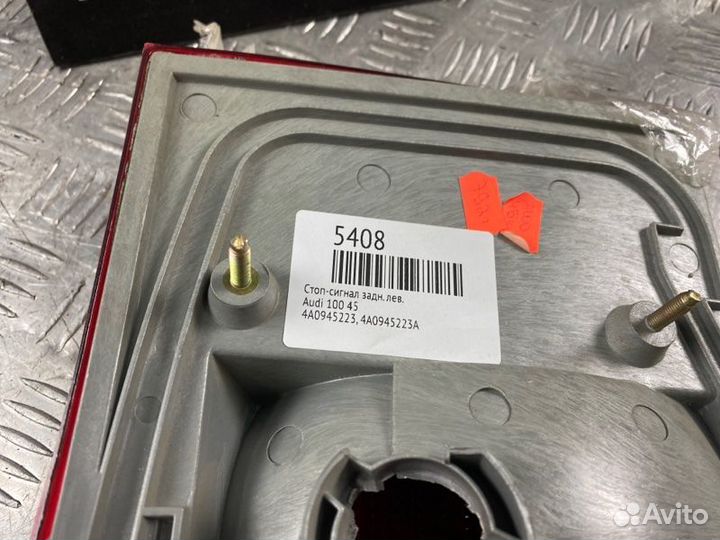 5408
Стоп-сигнал задн. лев.
Audi 100 45
4A0945223, 4A0945223A
Avito